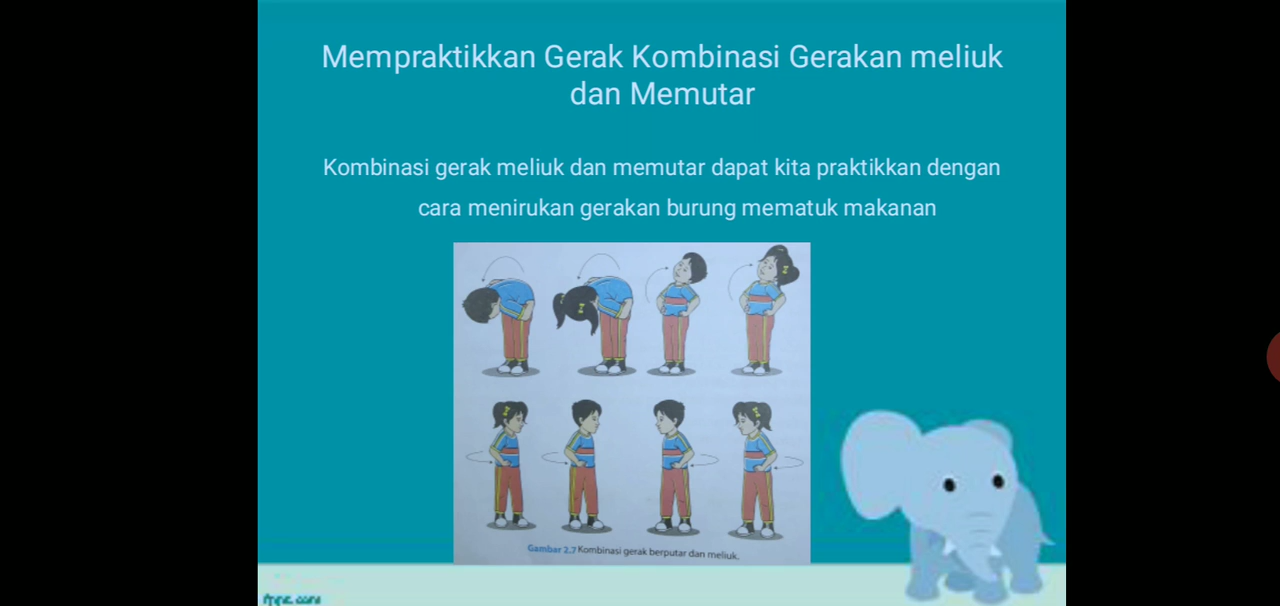 Mempraktikkan Gerak Kombinasi Gerakan meliuk
dan Memutar
Kombinasi gerak meliuk dan memutar dapat kita praktikkan dengan
cara menirukan gerakan burung mematuk makanan
Gambar 2.7 Kombinasi gerak berputar dan meliuk.